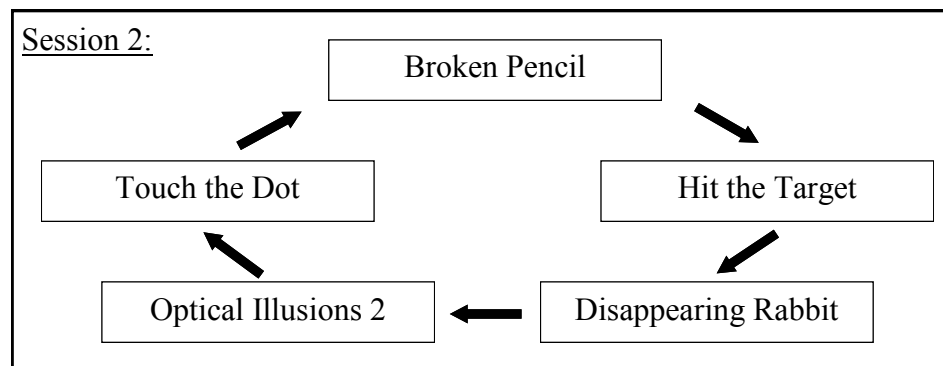 Session 2:
Broken Pencil
Touch the Dot
Hit the Target
Optical Illusions 2
Disappearing Rabbit